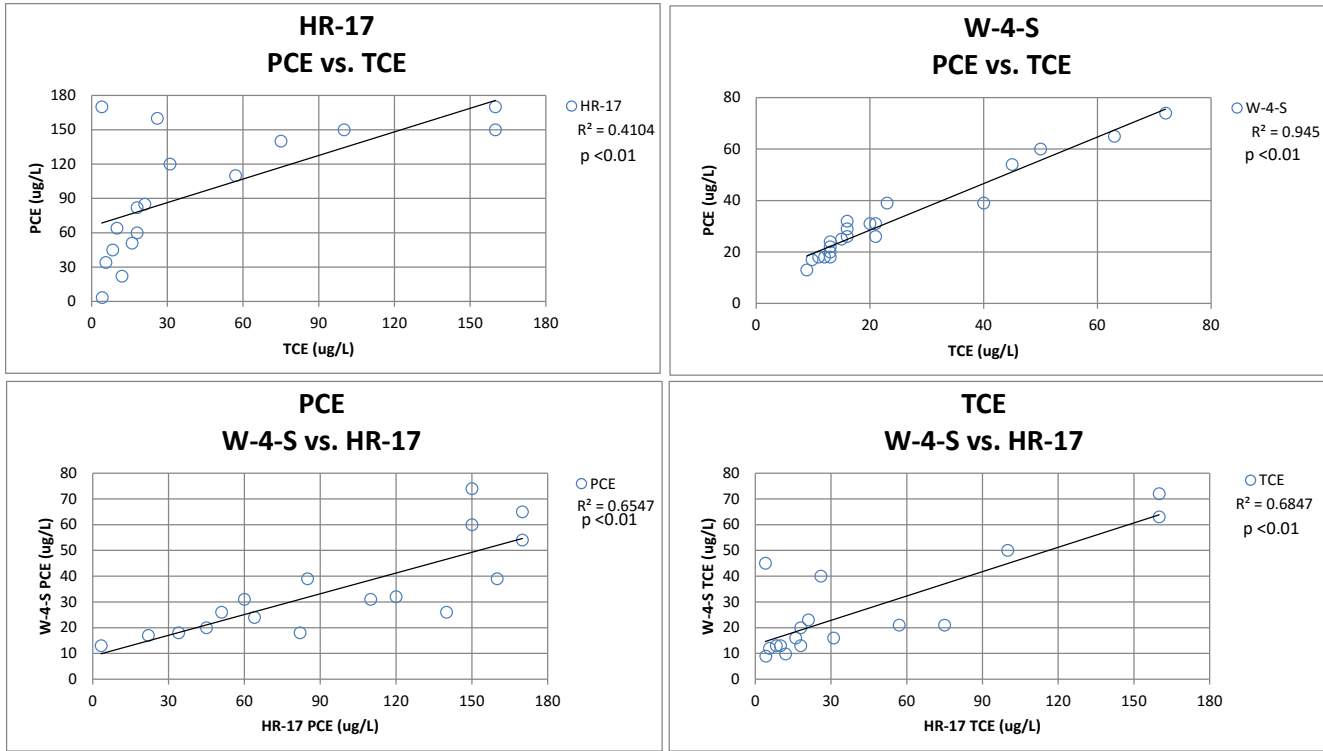 HR-17
PCE vs. TCE
PCE (ug/L)
180
150
120
90
60
30
0
0 30 60 90 120 150 180
TCE (ug/L)
HR-17
R² = 0.4104
p <0.01
W-4-S
PCE vs. TCE
PCE (ug/L)
80
60
40
20
0
0 20 40 60 80
TCE (ug/L)
W-4-S
R² = 0.945
p <0.01
PCE
W-4-S vs. HR-17
W-4-S PCE (ug/L)
80
70
60
50
40
30
20
10
0
0 30 60 90 120 150 180
HR-17 PCE (ug/L)
PCE
R² = 0.6547
p <0.01
TCE
W-4-S vs. HR-17
W-4-S TCE (ug/L)
80
70
60
50
40
30
20
10
0
0 30 60 90 120 150 180
HR-17 TCE (ug/L)
TCE
R² = 0.6847
p <0.01